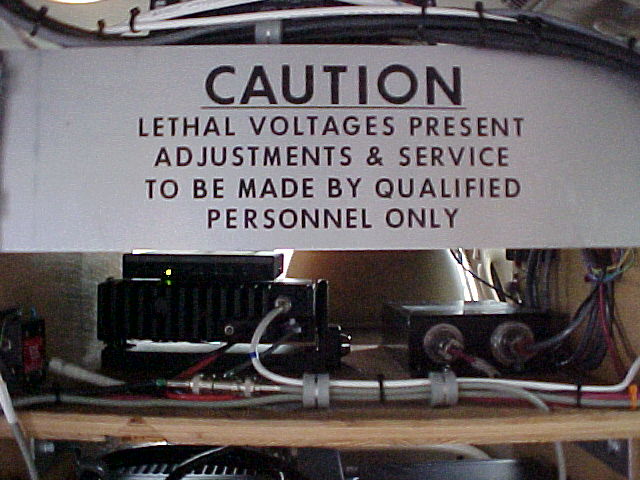 CAUTION
LETHAL VOLTAGES PRESENT
ADJUSTMENTS & SERVICE
TO BE MADE BY QUALIFIED
PERSONNEL ONLY